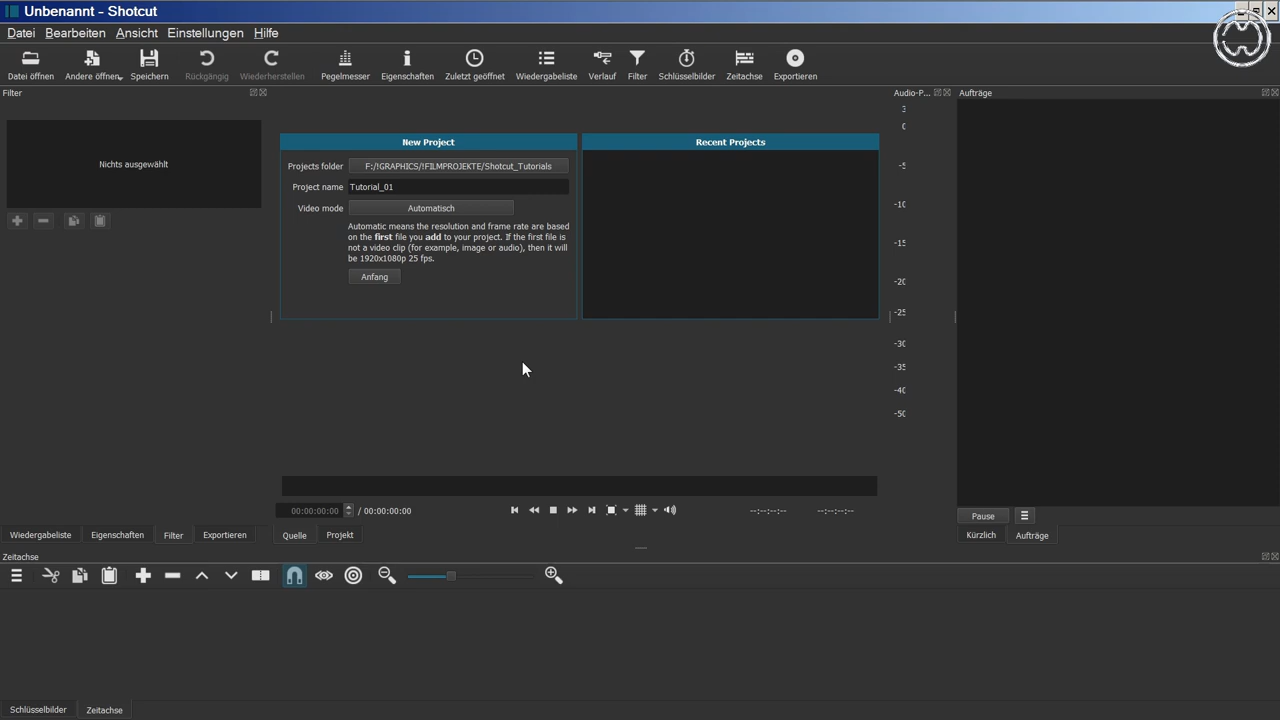 Unbenannt - Shotcut
Datei Bearbeiten Ansicht Einstellungen Hilfe
Datei öffnen Andere öffnen Speichern Rückgängig Wiederherstellen Pegelmesser Eigenschaften Zuletzt geöffnet Wiedergabeliste Verlauf Filter Schlüsselbilder Zeitachse Exportieren
Filter
Audio-P...
Aufträge
Nichts ausgewählt
New Project
Projects folder F:/!GRAPHICS/!FILMPROJEKTE/Shotcut_Tutorials
Project name Tutorial_01
Video mode Automatisch
Automatic means the resolution and frame rate are based
on the first file you add to your project. If the first file is
not a video clip (for example, image or audio), then it will
be 1920x1080p 25 fps.
Anfang
Recent Projects
3
0
-5
-10
-15
-20
-25
-30
-35
-40
-50
00:00:00:00 / 00:00:00:00 --:--:--:-- --:--:--:--
Pause
Wiedergabeliste Eigenschaften Filter Exportieren Quelle Projekt Kürzlich Aufträge
Zeitachse
Schlüsselbilder Zeitachse